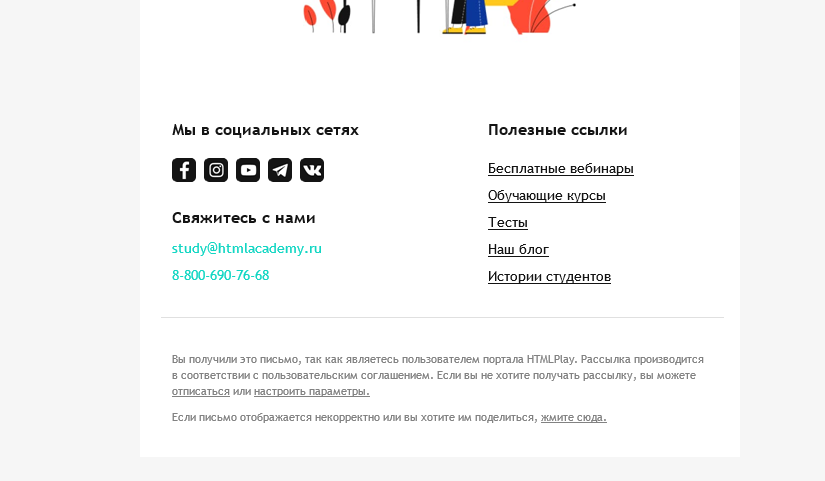 Мы в социальных сетях
Свяжитесь с нами
study@htmlacademy.ru
8-800-690-76-68
Полезные ссылки
Бесплатные вебинары
Обучающие курсы
Тесты
Наш блог
Истории студентов
Вы получили это письмо, так как являетесь пользователем портала HTMLPlay. Рассылка производится
в соответствии с пользовательским соглашением. Если вы не хотите получать рассылку, вы можете
отписаться или настроить параметры.
Если письмо отображается некорректно или вы хотите им поделиться, жмите сюда.